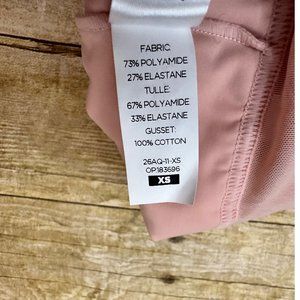 FABRIC
73% POLYAMIDE
27% ELASTANE
TULLE:
67% POLYAMIDE
33% ELASTANE
GUSSET:
100% COTTON
26AQ-11-XS
OP183696
XS